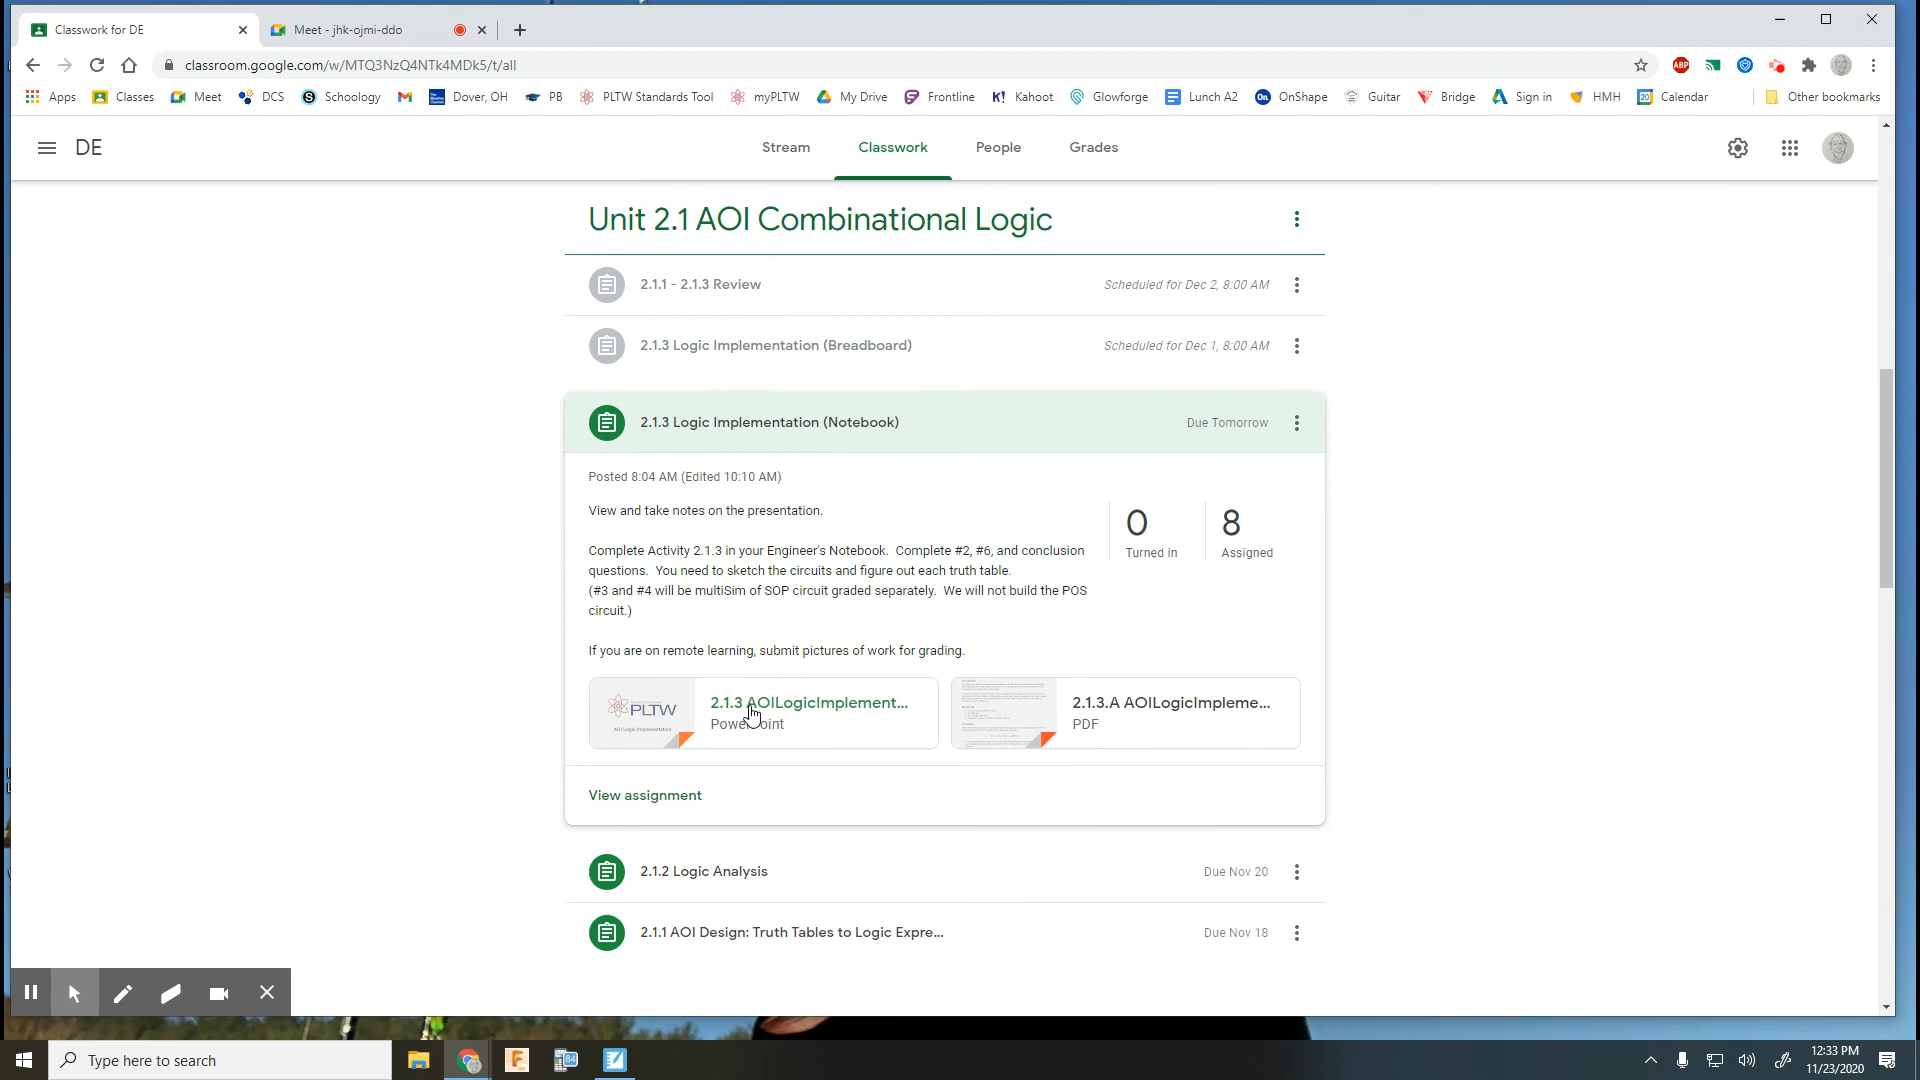 Classwork for DE
Meet - jhk-ojmi-ddo
classroom.google.com/w/MTQ3NzQ4NTk4MDk5/t/all
ABP
Apps
Classes
Meet
DCS
Schoology
Dover, OH
PB
PLTW Standards Tool
myPLTW
My Drive
Frontline
K! Kahoot
Glowforge
Lunch A2
On OnShape
Guitar
Bridge
Sign in
HMH
20 Calendar
Other bookmarks
DE
Stream
Classwork
People
Grades
Unit 2.1 AOI Combinational Logic
2.1.1 - 2.1.3 Review
Scheduled for Dec 2, 8:00 AM
2.1.3 Logic Implementation (Breadboard)
Scheduled for Dec 1, 8:00 AM
2.1.3 Logic Implementation (Notebook)
Due Tomorrow
Posted 8:04 AM (Edited 10:10 AM)
View and take notes on the presentation.
Complete Activity 2.1.3 in your Engineer's Notebook. Complete #2, #6, and conclusion
questions. You need to sketch the circuits and figure out each truth table.
(#3 and #4 will be multiSim of SOP circuit graded separately. We will not build the POS
circuit.)
If you are on remote learning, submit pictures of work for grading.
0
Turned in
8
Assigned
PLTW
AOI Logic Implementation
2.1.3 AOILogicImplement...
PowerPoint
2.1.3.A AOILogicImpleme...
PDF
View assignment
2.1.2 Logic Analysis
Due Nov 20
2.1.1 AOI Design: Truth Tables to Logic Expre...
Due Nov 18
Type here to search
84
12:33 PM
11/23/2020